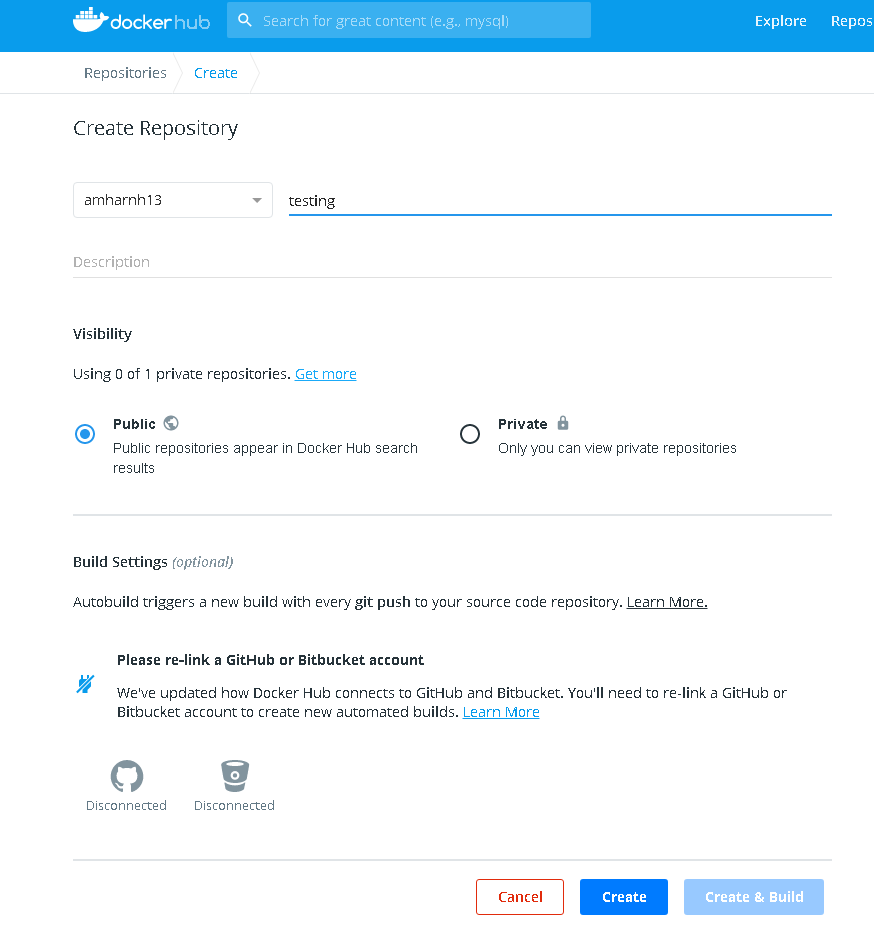 docker hub
Search for great content (e.g., mysql)
Explore
Repos
Repositories
Create
Create Repository
amharnh13
testing
Description
Visibility
Using 0 of 1 private repositories. Get more
Public
Public repositories appear in Docker Hub search
results
Private
Only you can view private repositories
Build Settings (optional)
Autobuild triggers a new build with every git push to your source code repository. Learn More.
Please re-link a GitHub or Bitbucket account
We've updated how Docker Hub connects to GitHub and Bitbucket. You'll need to re-link a GitHub or
Bitbucket account to create new automated builds. Learn More
Disconnected
Disconnected
Cancel
Create
Create & Build